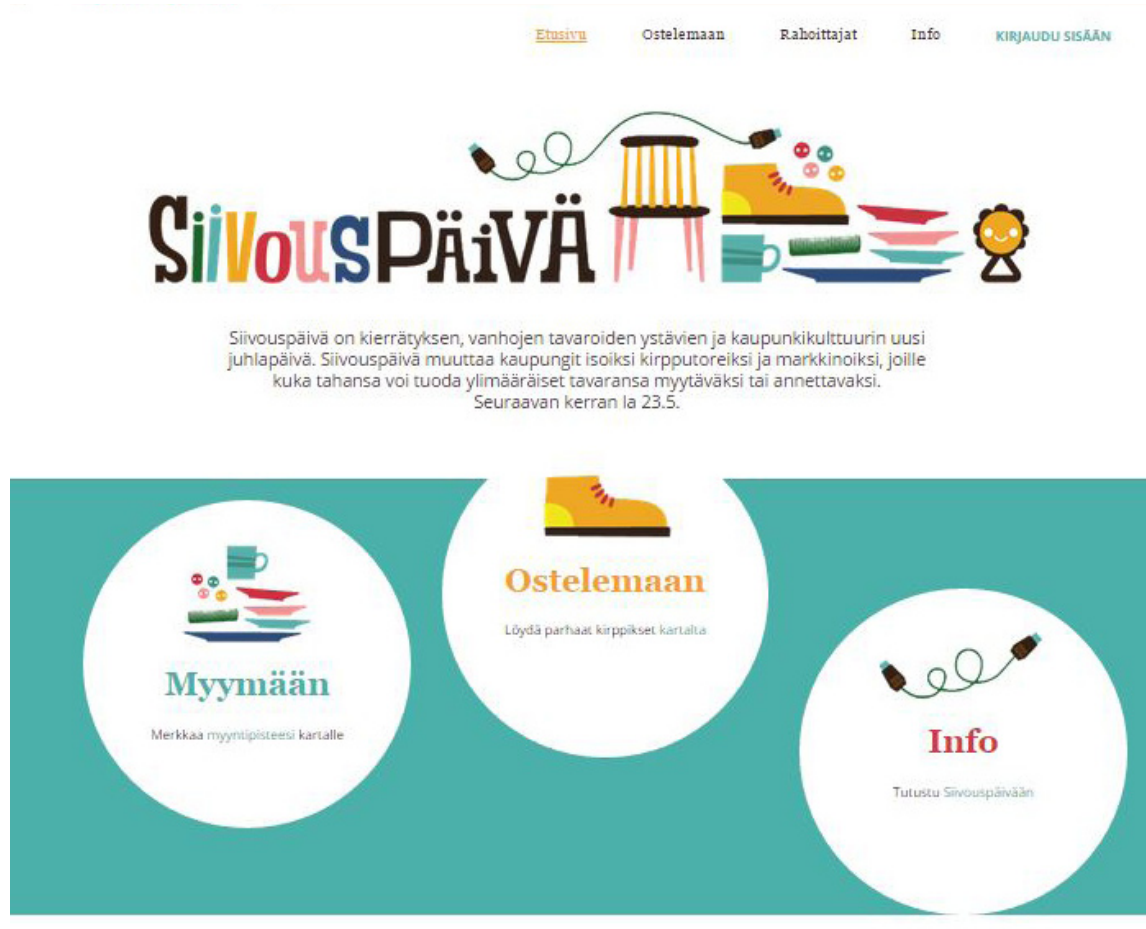 Etusivu Ostelemaan Rahoittajat Info KIRJAUDU SISÄÄN
SiivousPÄiVÄ
Siivouspäivä on kierrätyksen, vanhojen tavaroiden ystävien ja kaupunkikulttuurin uusi
juhlapäivä. Siivouspäivä muuttaa kaupungit isoiksi kirpputoreiksi ja markkinoiksi, joille
kuka tahansa voi tuoda ylimääräiset tavaransa myytäväksi tai annettavaksi.
Seuraavan kerran la 23.5.
Myymään
Merkkaa myyntipisteesi kartalle
Ostelemaan
Löydä parhaat kirppikset kartalta
Info
Tutustu Siivouspäivään